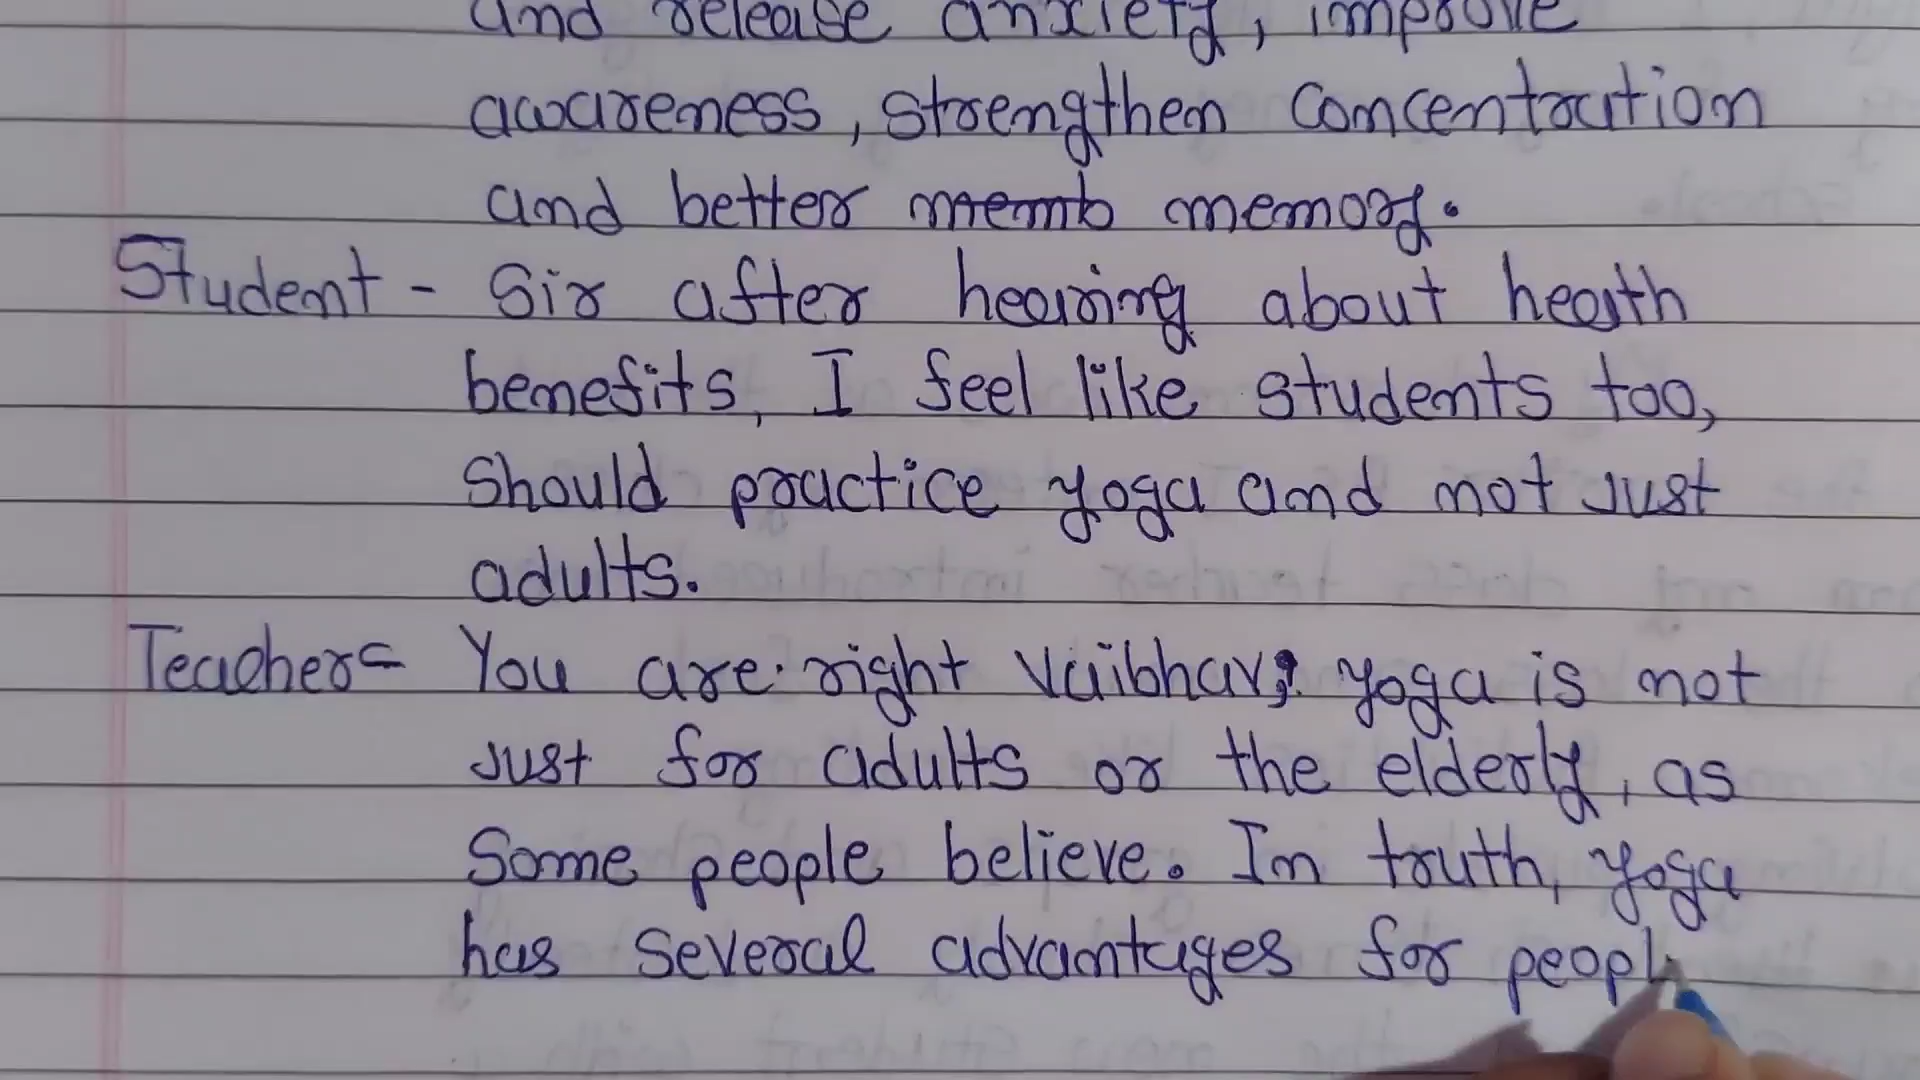 and release anxiety, improve
awareness, strengthen concentration
and better memb memory.
Student - Sir after hearing about heath
benefits, I feel like students too,
should practice yoga and not just
adults.
Teacher= You are right Vaibhav, yoga is not
just for adults or the elderly, as
some people believe. In truth, yoga
has several advantages for peopl